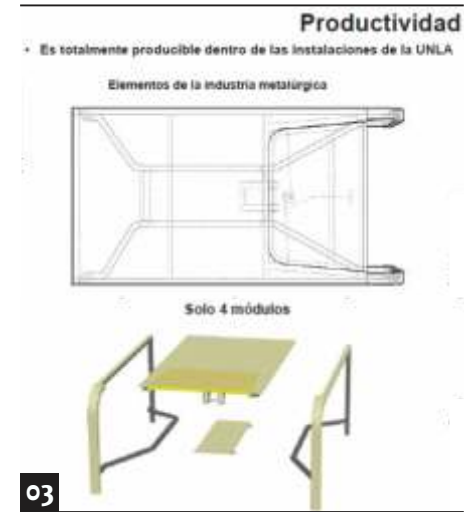 Productividad
• Es totalmente producible dentro de las instalaciones de la UNLA
Elementos de la industria metalúrgica
Solo 4 módulos
03